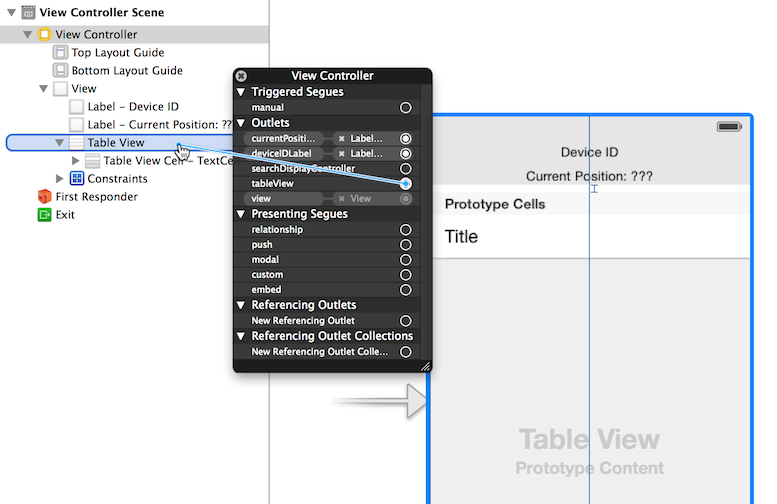 View Controller Scene
View Controller
Top Layout Guide
Bottom Layout Guide
View
Label – Device ID
Label – Current Position: ??
Table View
Table View Cell – TextCe
Constraints
First Responder
Exit
View Controller
Triggered Segues
manual
Outlets
currentPositi... ✖ Label...
deviceIDLabel ✖ Label...
searchDisplayController
tableView
view ✖ View
Presenting Segues
relationship
push
modal
custom
embed
Referencing Outlets
New Referencing Outlet
Referencing Outlet Collections
New Referencing Outlet Colle...
Device ID
Current Position: ???
Prototype Cells
Title
Table View
Prototype Content